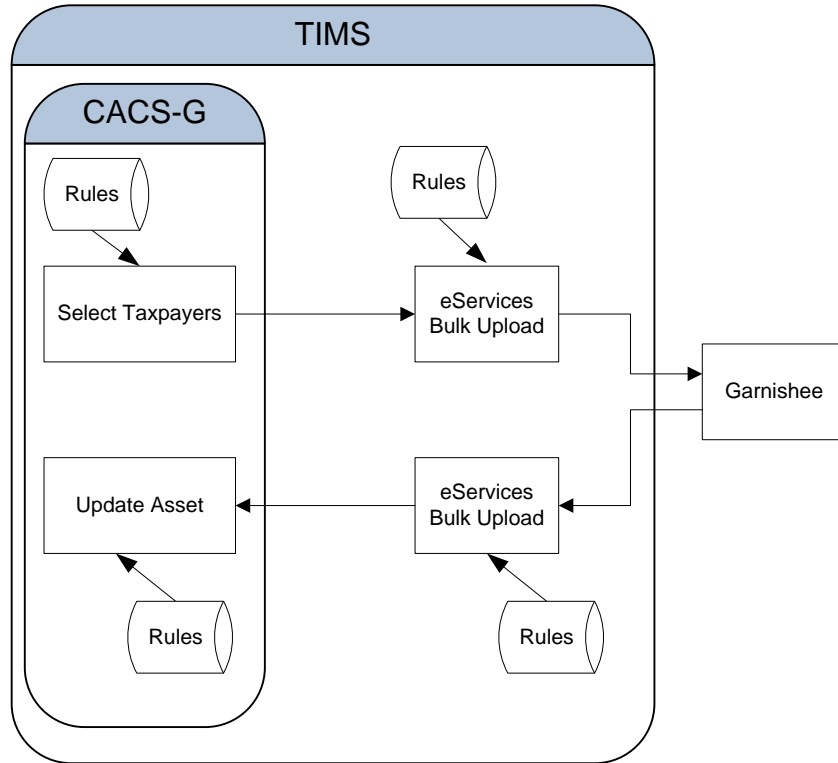 TIMS
CACS-G
Rules
Rules
Select Taxpayers
eServices
Bulk Upload
Garnishee
Update Asset
eServices
Bulk Upload
Rules
Rules